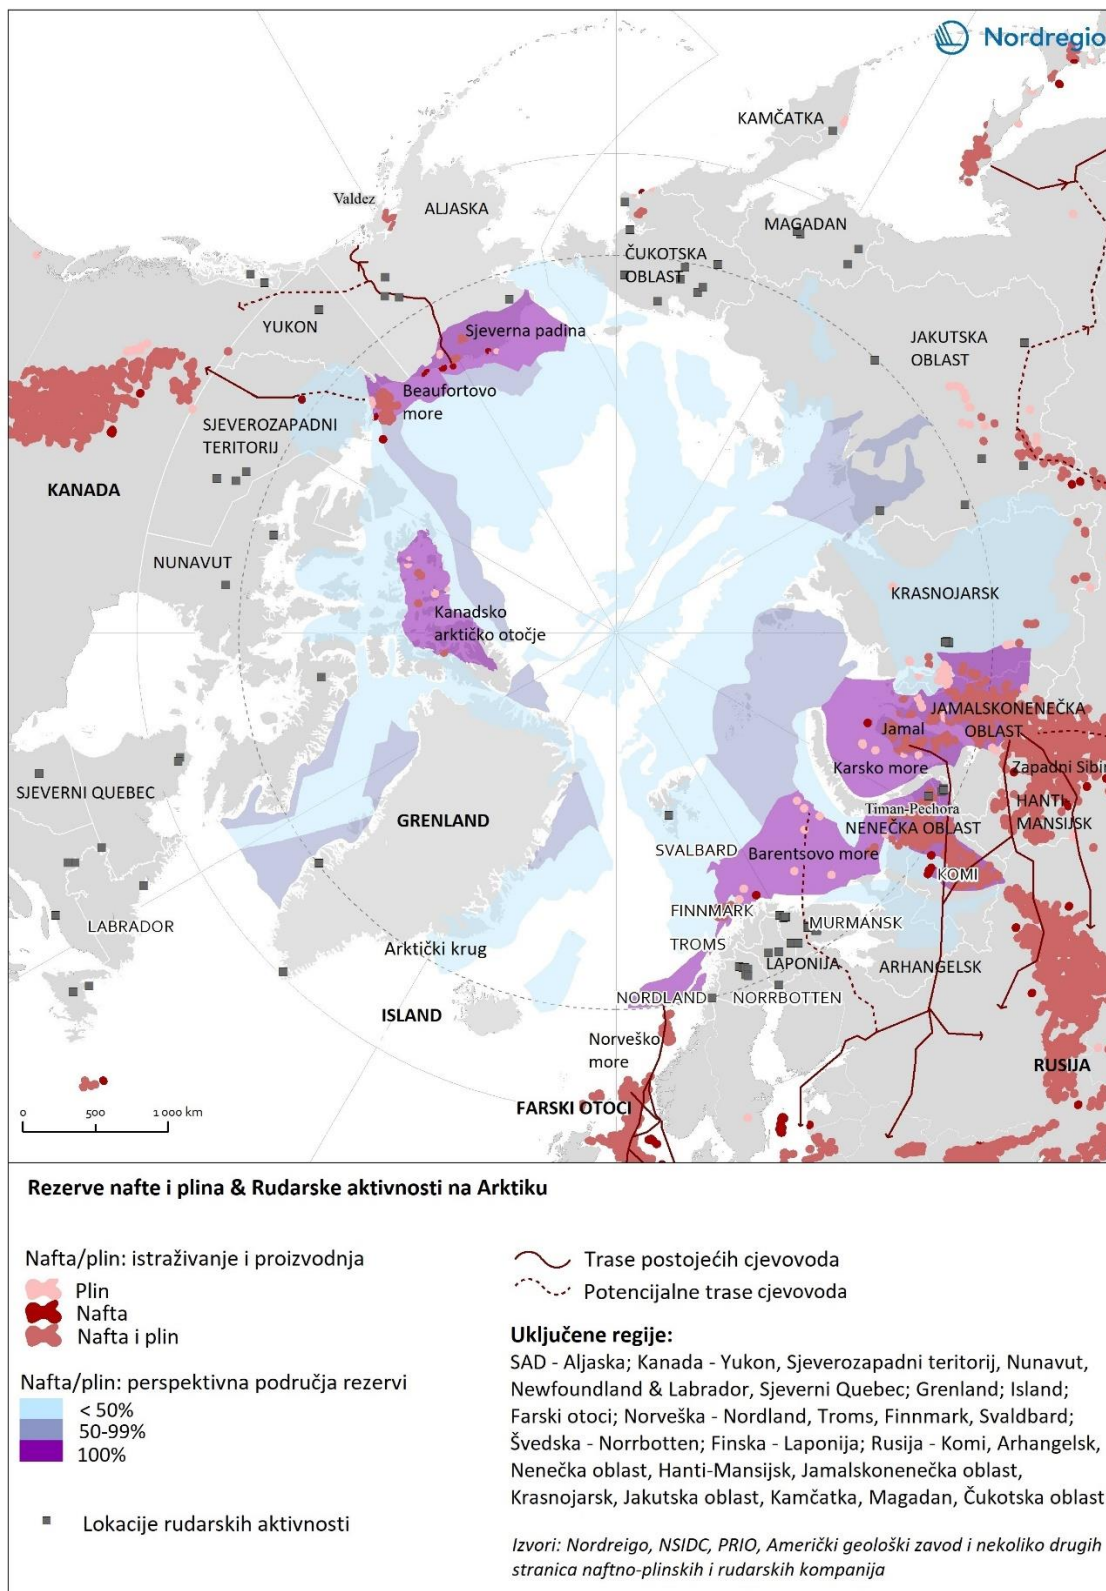 Nordregio
KAMČATKA
Valdez
ALJASKA
MAGADAN
ČUKOTSKA
OBLAST
Sjeverna padina
YUKON
JAKUTSKA
OBLAST
Beaufortovo
more
SJEVEROZAPADNI
TERITORIJ
KANADA
NUNAVUT
KRASNOJARSK
Kanadsko
arktičko otočje
JAMALSKONENEČKA
OBLAST
Jamal
Karsko more
Zapadni Sibir
SJEVERNI QUEBEC
Timan-Pechora
HANTI
MANSIJSK
GRENLAND
NENEČKA OBLAST
SVALBARD
Barentsovo more
KOMI
FINNMARK
MURMANSK
LABRADOR
TROMS
Arktički krug
LAPONIJA
ARHANGELSK
NORDLAND
NORRBOTTEN
ISLAND
Norveško
more
RUSIJA
FARSKI OTOCI
0 500 1 000 km
Rezerve nafte i plina & Rudarske aktivnosti na Arktiku
Nafta/plin: istraživanje i proizvodnja
Plin
Nafta
Nafta i plin
Nafta/plin: perspektivna područja rezervi
< 50%
50-99%
100%
Lokacije rudarskih aktivnosti
Trase postojećih cjevovoda
Potencijalne trase cjevovoda
Uključene regije:
SAD - Aljaska; Kanada - Yukon, Sjeverozapadni teritorij, Nunavut,
Newfoundland & Labrador, Sjeverni Quebec; Grenland; Island;
Farski otoci; Norveška - Nordland, Troms, Finnmark, Svaldbard;
Švedska - Norrbotten; Finska - Laponija; Rusija - Komi, Arhangelsk,
Nenečka oblast, Hanti-Mansijsk, Jamalskonenečka oblast,
Krasnojarsk, Jakutska oblast, Kamčatka, Magadan, Čukotska oblast
Izvori: Nordreigo, NSIDC, PRIO, Američki geološki zavod i nekoliko drugih
stranica naftno-plinskih i rudarskih kompanija